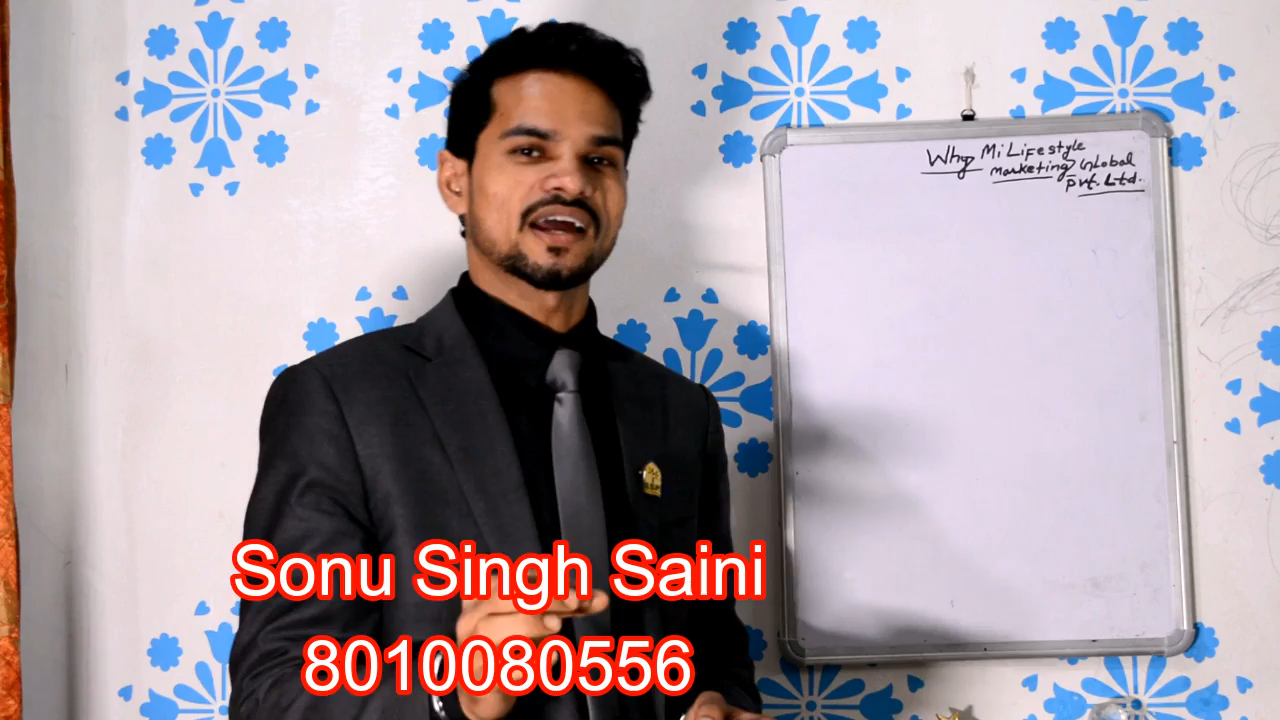 Why Mi Lifestyle
marketing Global
Pvt. Ltd.
Sonu Singh Saini
8010080556